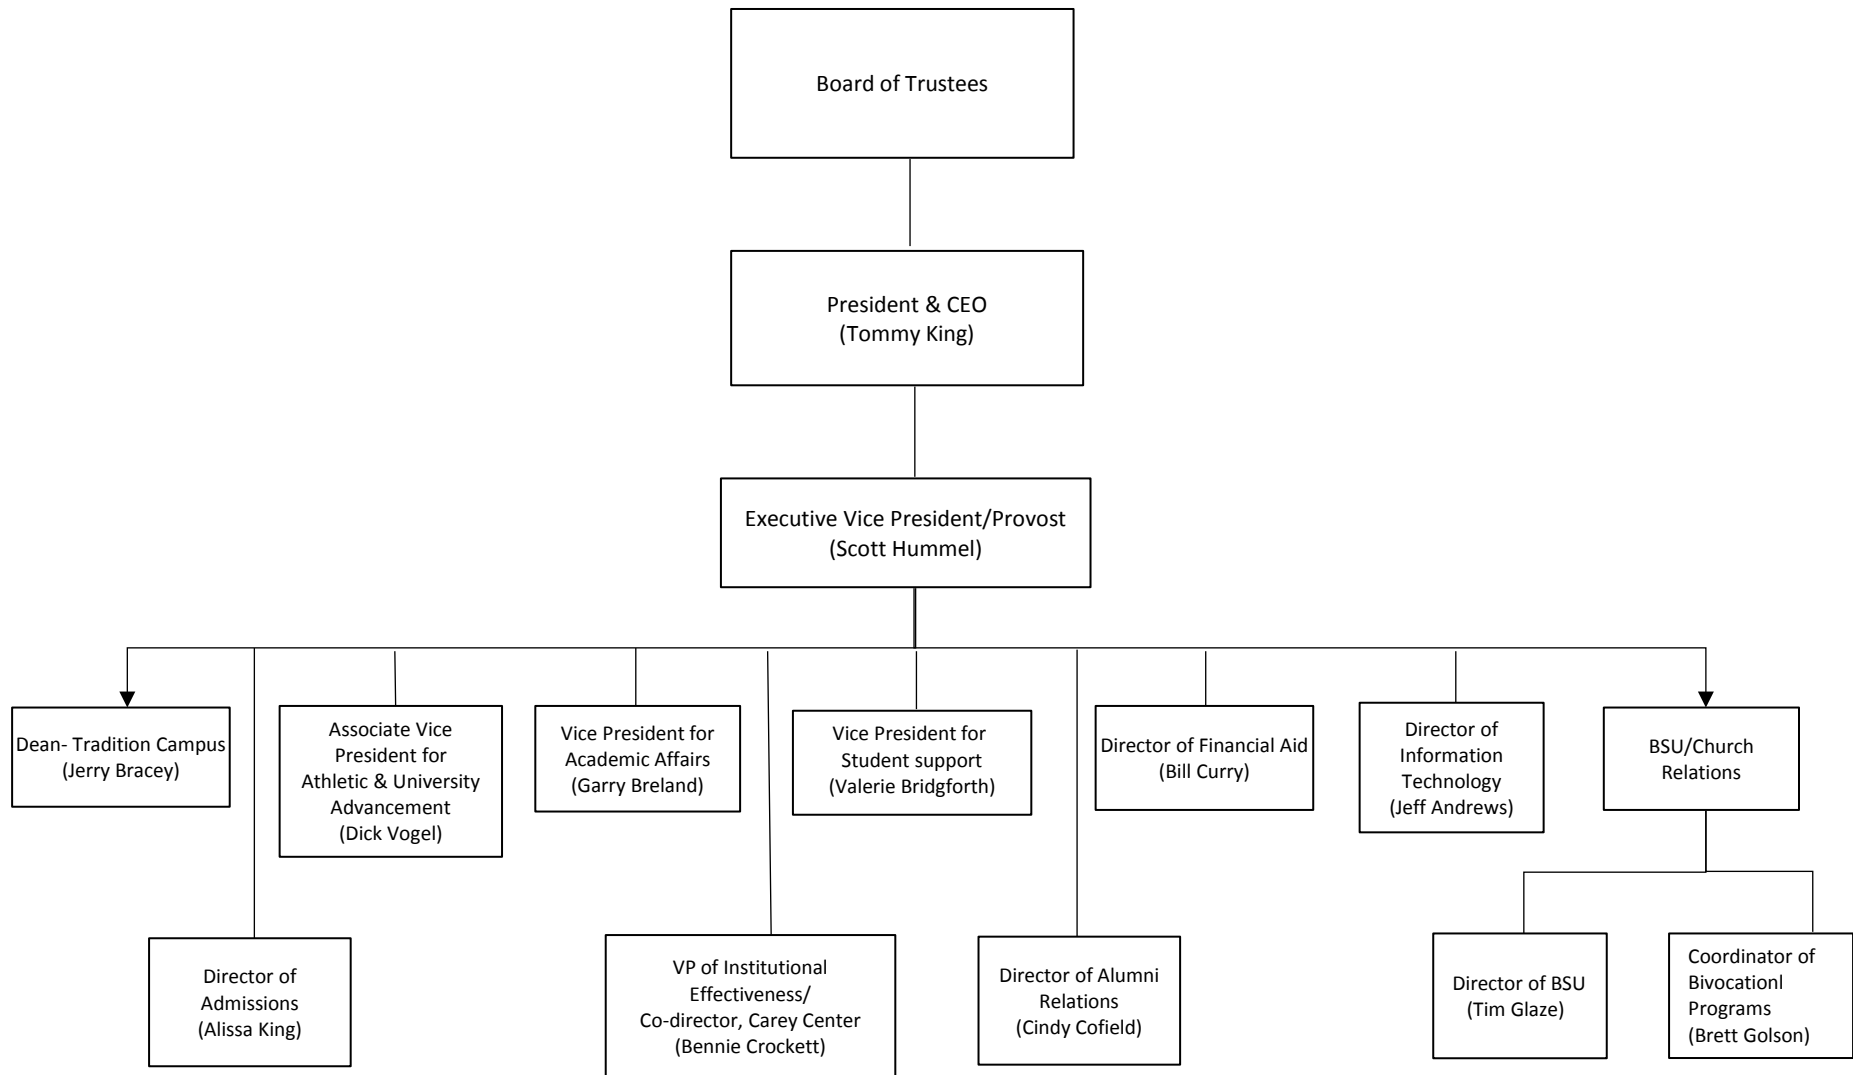 Board of Trustees
President & CEO
(Tommy King)
Executive Vice President/Provost
(Scott Hummel)
Dean- Tradition Campus
(Jerry Bracey)
Associate Vice
President for
Athletic & University
Advancement
(Dick Vogel)
Vice President for
Academic Affairs
(Garry Breland)
Vice President for
Student support
(Valerie Bridgforth)
Director of Financial Aid
(Bill Curry)
Director of
Information
Technology
(Jeff Andrews)
BSU/Church
Relations
Director of
Admissions
(Alissa King)
VP of Institutional
Effectiveness/
Co-director, Carey Center
(Bennie Crockett)
Director of Alumni
Relations
(Cindy Cofield)
Director of BSU
(Tim Glaze)
Coordinator of
Bivocationl
Programs
(Brett Golson)